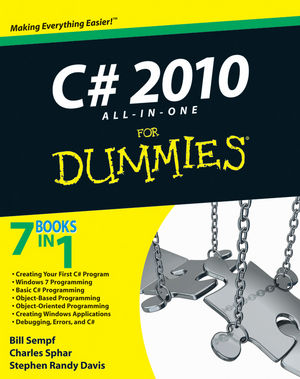 Making Everything Easier!™
C# 2010
ALL-IN-ONE
FOR
DUMMIES®
7 BOOKS IN 1
• Creating Your First C# Program
• Windows 7 Programming
• Basic C# Programming
• Object-Based Programming
• Object-Oriented Programming
• Creating Windows Applications
• Debugging, Errors, and C#
Bill Sempf
Charles Sphar
Stephen Randy Davis